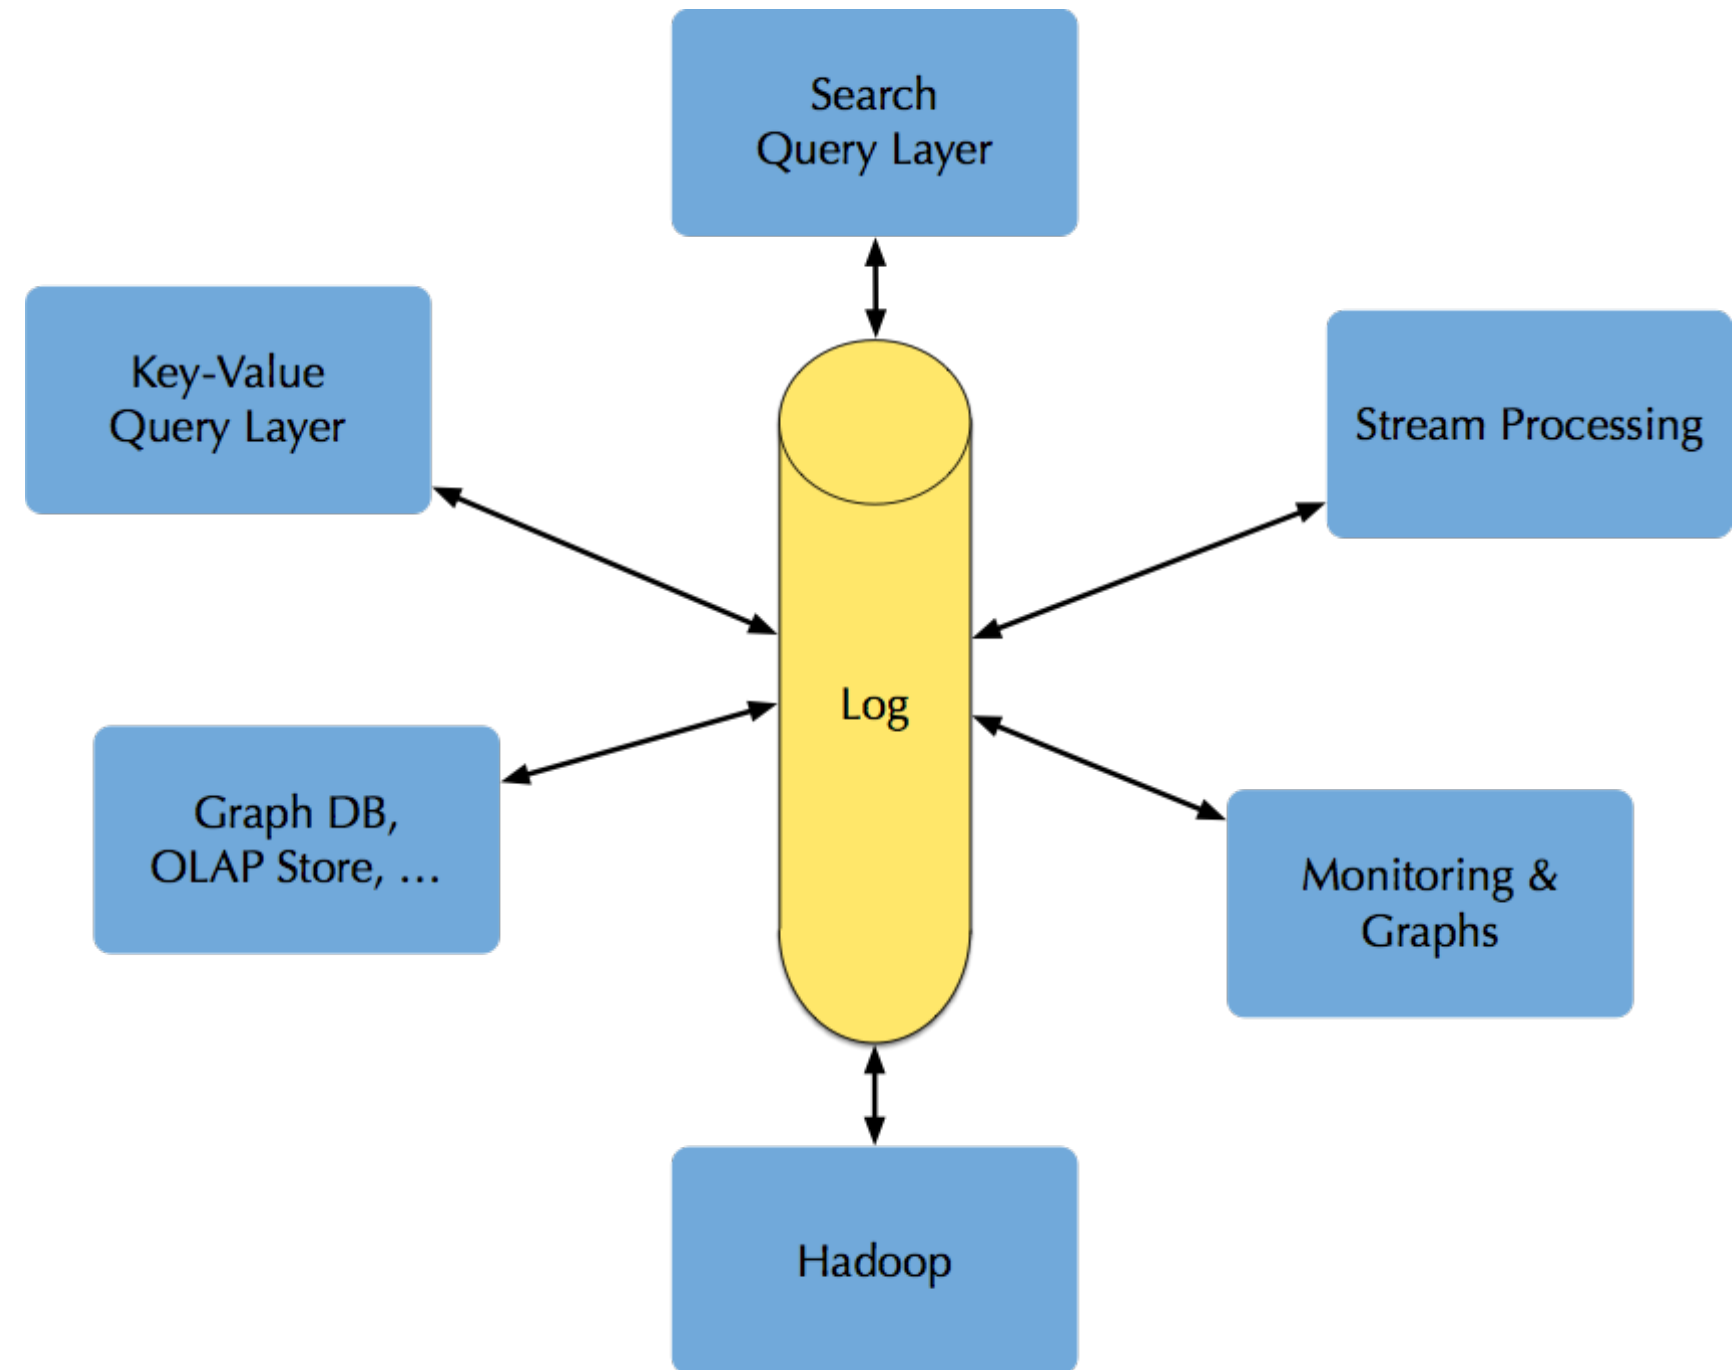 Search
Query Layer
Key-Value
Query Layer
Stream Processing
Log
Graph DB,
OLAP Store, …
Monitoring &
Graphs
Hadoop